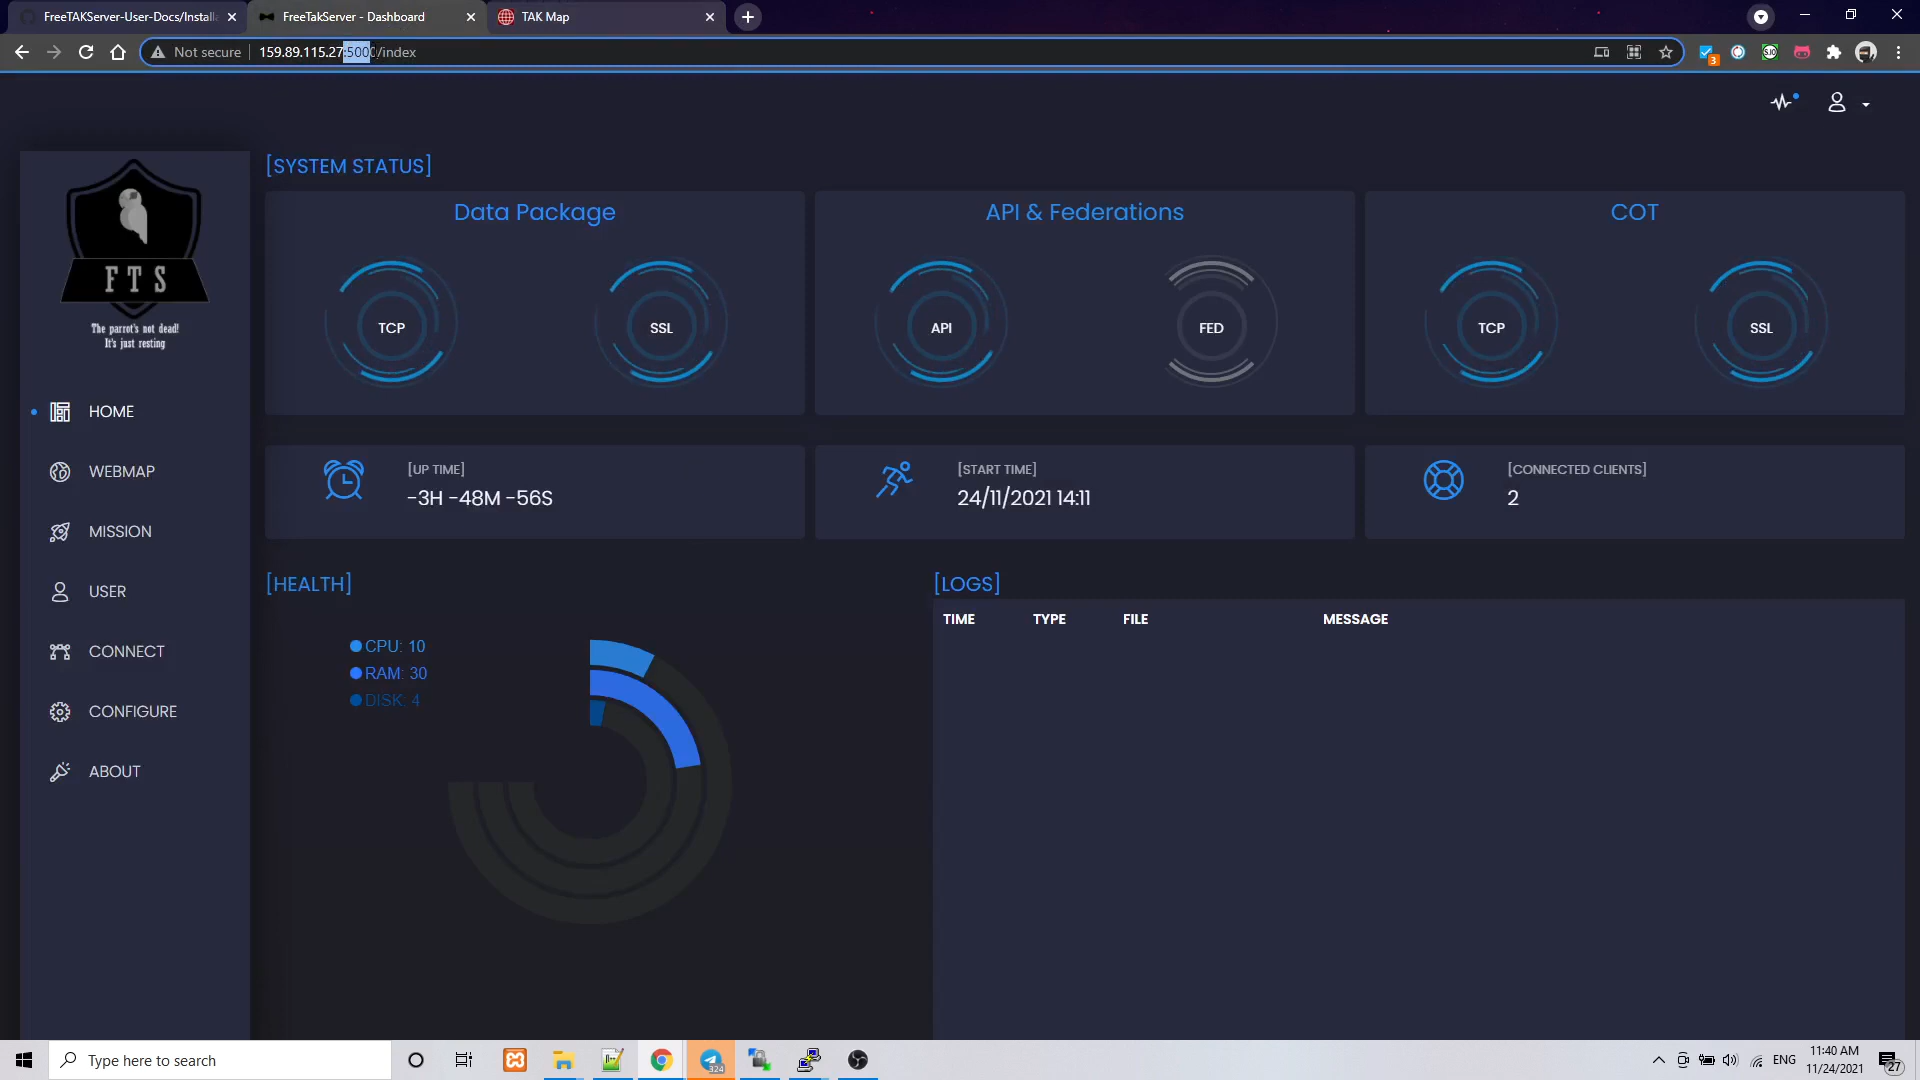 FreeTAKServer-User-Docs/Installa
FreeTakServer - Dashboard
TAK Map
Not secure
159.89.115.27:5000/index
3
FTS
The parrot's not dead!
It's just resting
HOME
WEBMAP
MISSION
USER
CONNECT
CONFIGURE
ABOUT
[SYSTEM STATUS]
Data Package
TCP
SSL
API & Federations
API
FED
COT
TCP
SSL
[UP TIME]
-3H -48M -56S
[START TIME]
24/11/2021 14:11
[CONNECTED CLIENTS]
2
[HEALTH]
CPU: 10
RAM: 30
DISK: 4
[LOGS]
TIME TYPE FILE MESSAGE
Type here to search
324
ENG
11:40 AM
11/24/2021
27